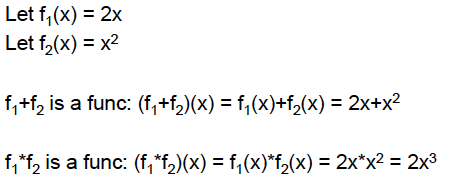 Let f₁(x) = 2x
Let f₂(x) = x²
f₁+f₂ is a func: (f₁+f₂)(x) = f₁(x)+f₂(x) = 2x+x²
f₁*f₂ is a func: (f₁*f₂)(x) = f₁(x)*f₂(x) = 2x*x² = 2x³